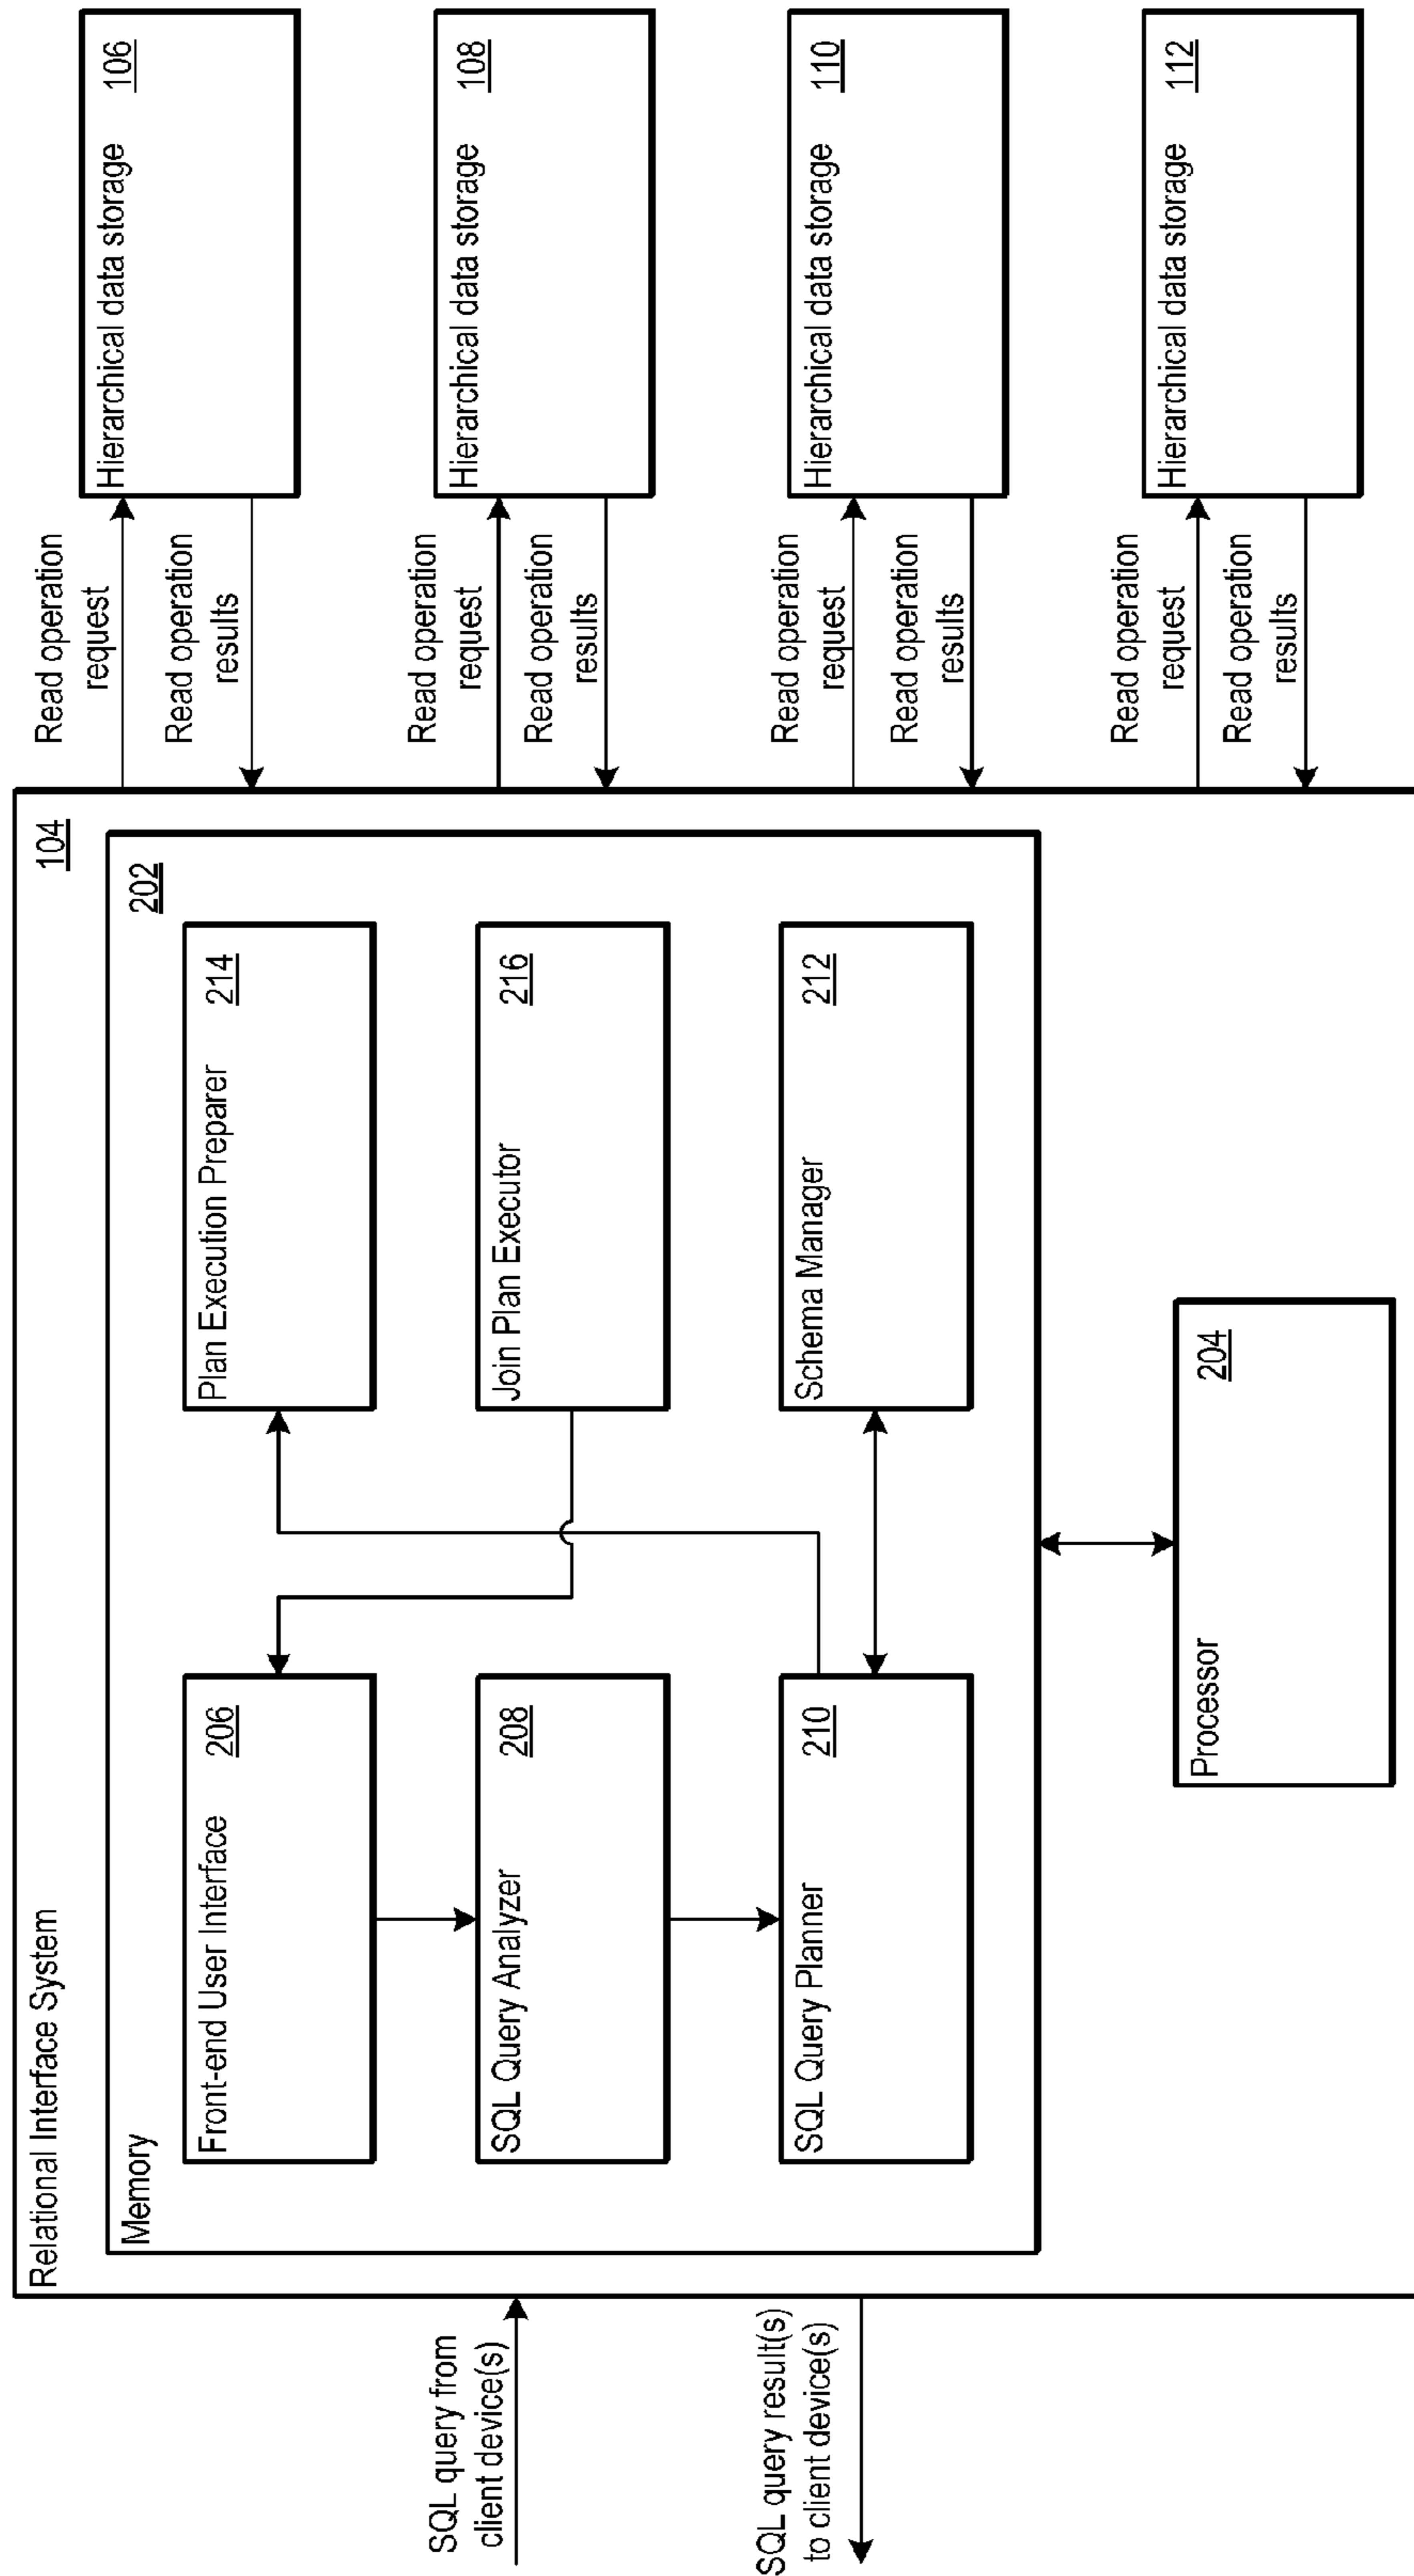 Relational Interface System
104
Memory
202
Front-end User Interface
206
Plan Execution Preparer
214
SQL Query Analyzer
208
Join Plan Executor
216
SQL Query Planner
210
Schema Manager
212
Processor
204
SQL query from
client device(s)
SQL query result(s)
to client device(s)
Read operation
request
Read operation
results
Hierarchical data storage
106
Read operation
request
Read operation
results
Hierarchical data storage
108
Read operation
request
Read operation
results
Hierarchical data storage
110
Read operation
request
Read operation
results
Hierarchical data storage
112